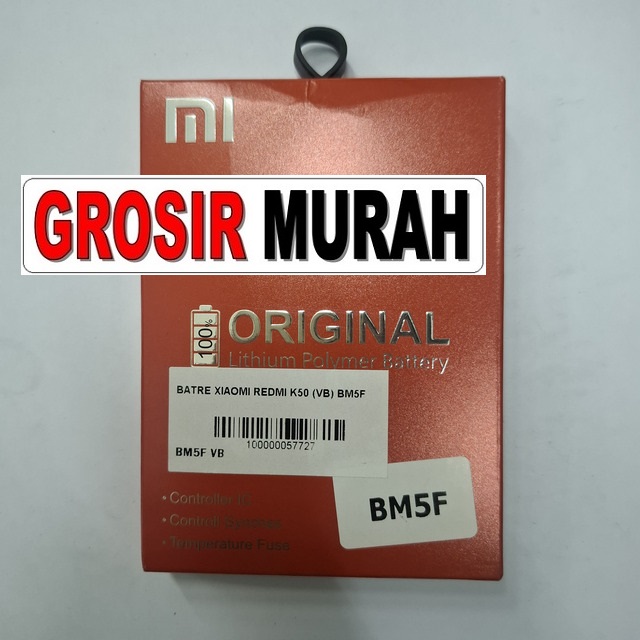 mi
GROSIR MURAH
100%
ORIGINAL
Lithium Polymer Battery
BATRE XIAOMI REDMI K50 (VB) BM5F
100000057727
BM5F VB
BM5F
• Controller IC
• Control
• Temperature Fuse